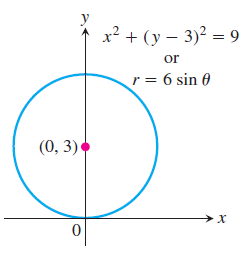 y
x² + (y − 3)² = 9
or
r = 6 sin θ
(0, 3)
x
0